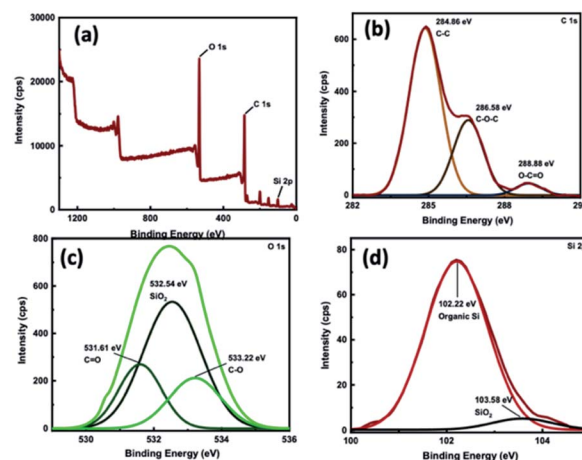 (a)
O 1s
C 1s
Si 2p
Intensity (cps)
30000
20000
10000
0
1200
800
400
0
Binding Energy (eV)
(b)
C 1s
284.86 eV
C-C
286.58 eV
C-O-C
288.88 eV
O-C=O
Intensity (cps)
600
300
0
282
285
288
29
Binding Energy (eV)
(c)
O 1s
532.54 eV
SiO2
531.61 eV
C=O
533.22 eV
C-O
Intensity (cps)
800
600
400
200
0
530
532
534
536
Binding Energy (eV)
(d)
Si 2
102.22 eV
Organic Si
103.58 eV
SiO2
Intensity (cps)
80
60
40
20
0
100
102
104
Binding Energy (eV)